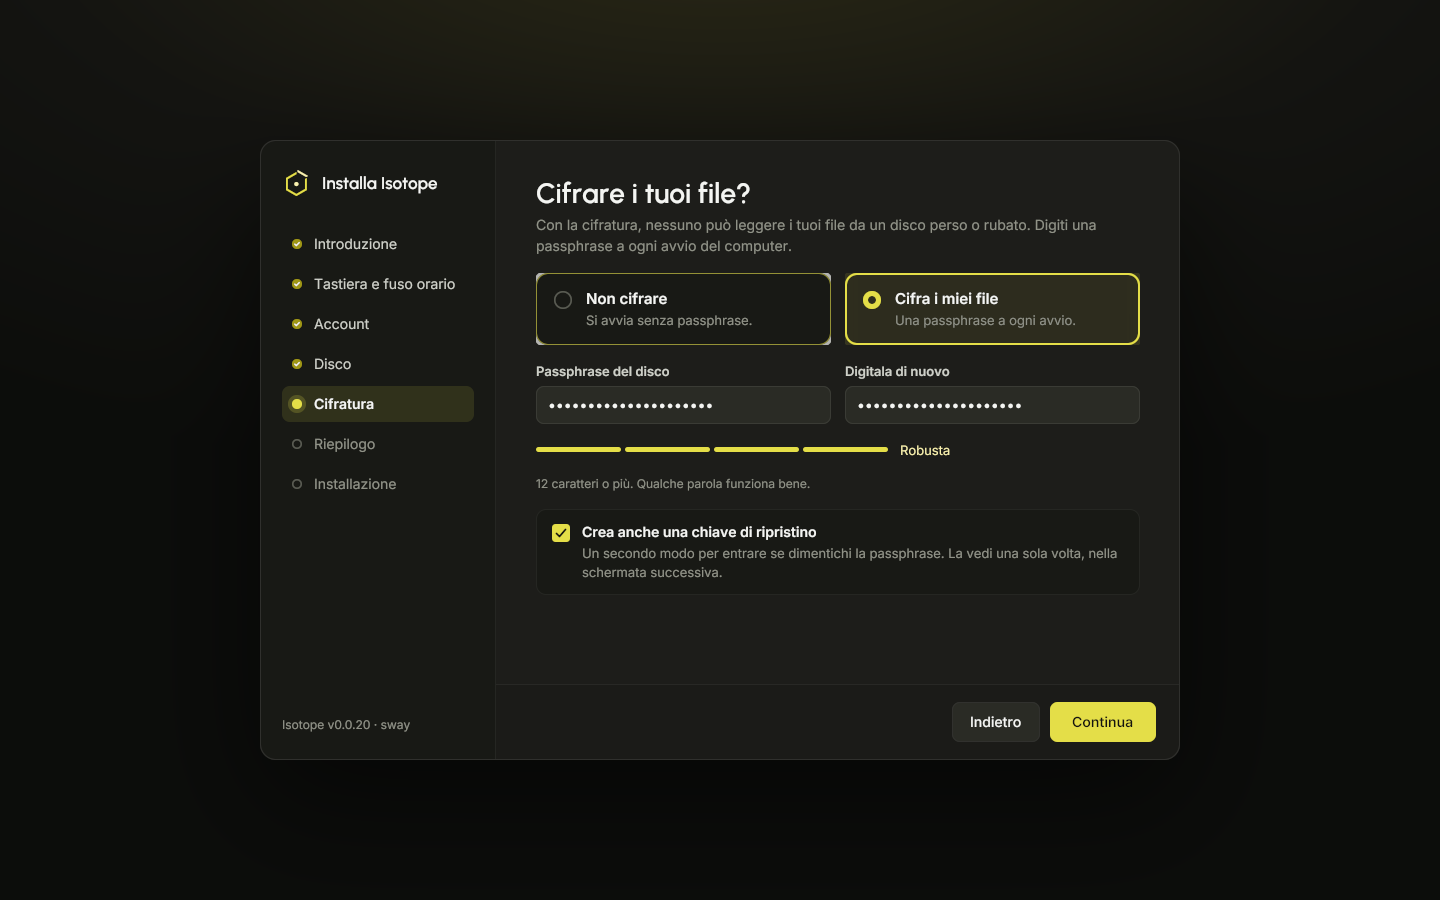 Installa Isotope
Introduzione
Tastiera e fuso orario
Account
Disco
Cifratura
Riepilogo
Installazione
Isotope v0.0.20 · sway
Cifrare i tuoi file?
Con la cifratura, nessuno può leggere i tuoi file da un disco perso o rubato. Digiti una
passphrase a ogni avvio del computer.
Non cifrare
Si avvia senza passphrase.
Cifra i miei file
Una passphrase a ogni avvio.
Passphrase del disco
Digitala di nuovo
Robusta
12 caratteri o più. Qualche parola funziona bene.
Crea anche una chiave di ripristino
Un secondo modo per entrare se dimentichi la passphrase. La vedi una sola volta, nella
schermata successiva.
Indietro
Continua